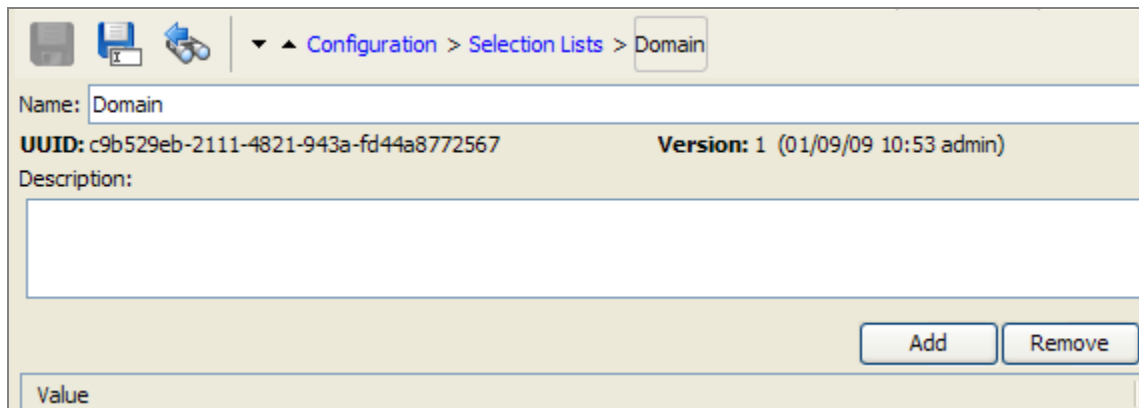 Configuration > Selection Lists > Domain
Name: Domain
UUID: c9b529eb-2111-4821-943a-fd44a8772567 Version: 1 (01/09/09 10:53 admin)
Description:
Add Remove
Value